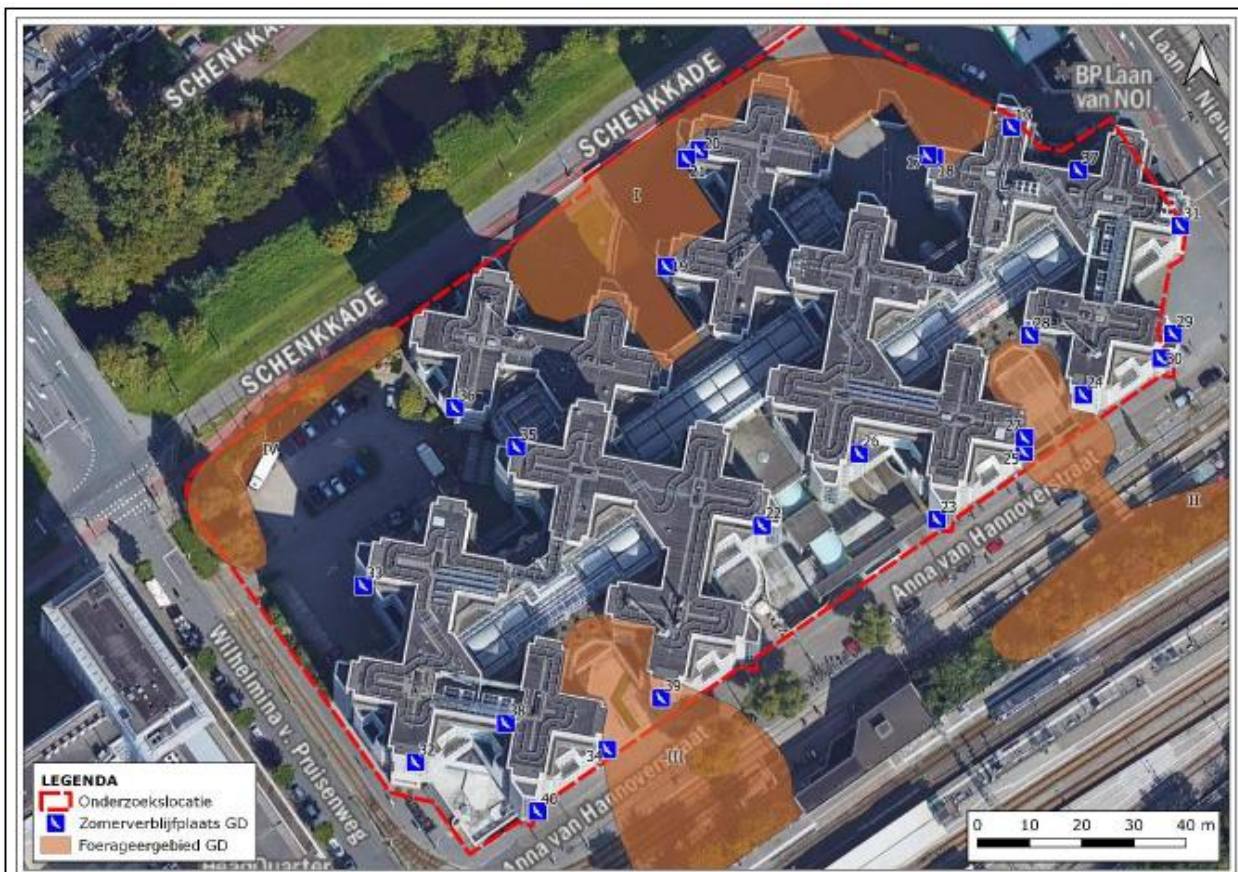 SCHENKKA
SCHENKKADE
SCHENKKADE
BP Laan
van NOI
Laan
Nieuw
16
17
18
37
20
21
I
31
28
29
30
24
36
IV
35
27
25
26
23
22
II
Anna van Hannoverstraat
39
38
34
III
32
40
Wilhelmina v. Pruisenweg
Anna van Hannoverstraat
HeadQuarter
LEGENDA
Onderzoekslocatie
Zomerverblijfplaats GD
Foerageergebied GD
0 10 20 30 40 m